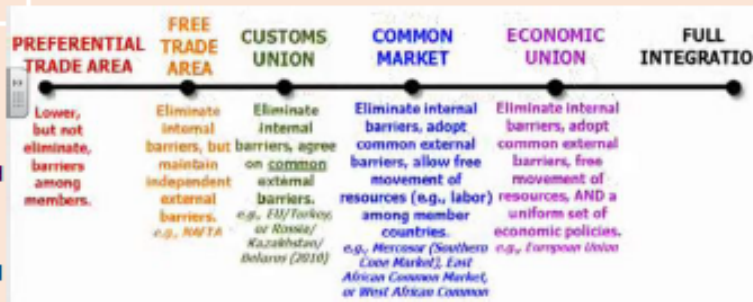 PREFERENTIAL
TRADE AREA
FREE
TRADE
AREA
CUSTOMS
UNION
COMMON
MARKET
ECONOMIC
UNION
FULL
INTEGRATIO
Lower,
but not
eliminate,
barriers
among
members.
Eliminate
internal
barriers, but
maintain
independent
external
barriers.
e.g., NAFTA
Eliminate
internal
barriers, agree
on common
external
barriers.
e.g., EU/Turkey,
or Russia/
Kazakhstan/
Belarus (2010)
Eliminate internal
barriers, adopt
common external
barriers, allow free
movement of
resources (e.g., labor)
among member
countries.
e.g., Mercosur (Southern
Cone Market), East
African Common Market,
or West African Common
Eliminate internal
barriers, adopt
common external
barriers, free
movement of
resources, AND a
uniform set of
economic policies.
e.g., European Union